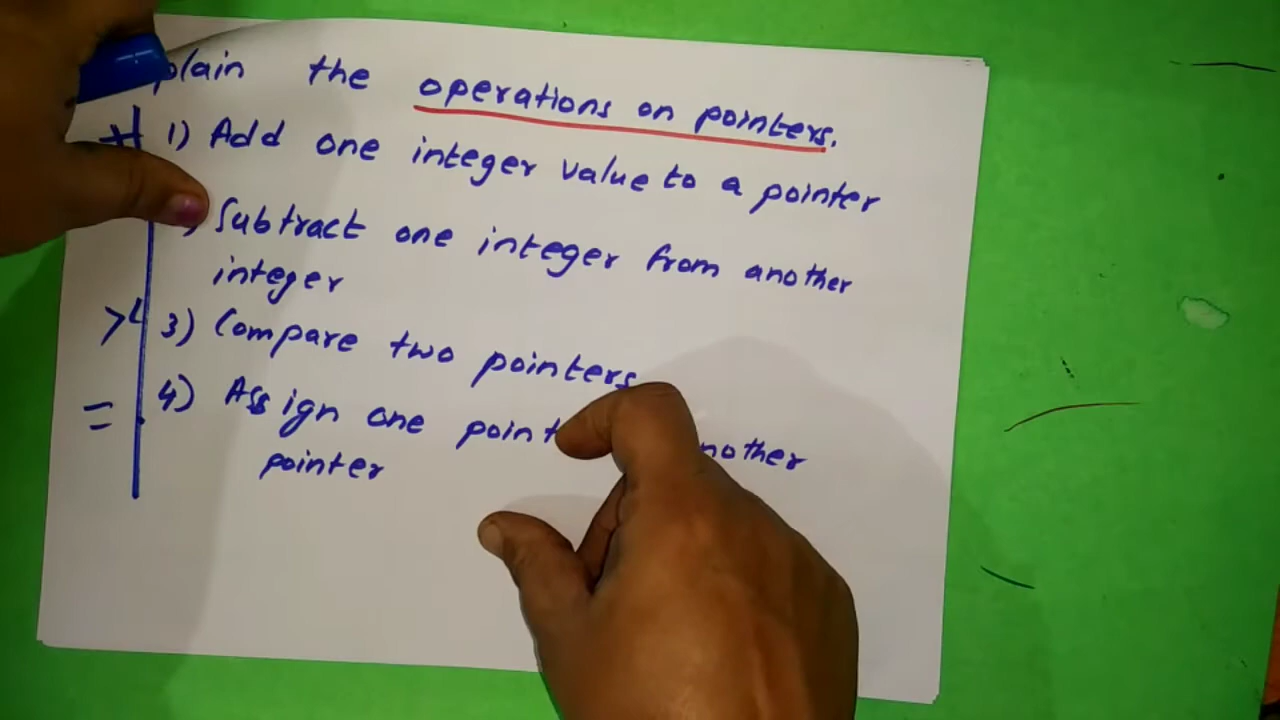 plain the operations on pointers.
+ 1) Add one integer value to a pointer
) Subtract one integer from another
integer
>< 3) Compare two pointers
= 4) Assign one point nother
pointer